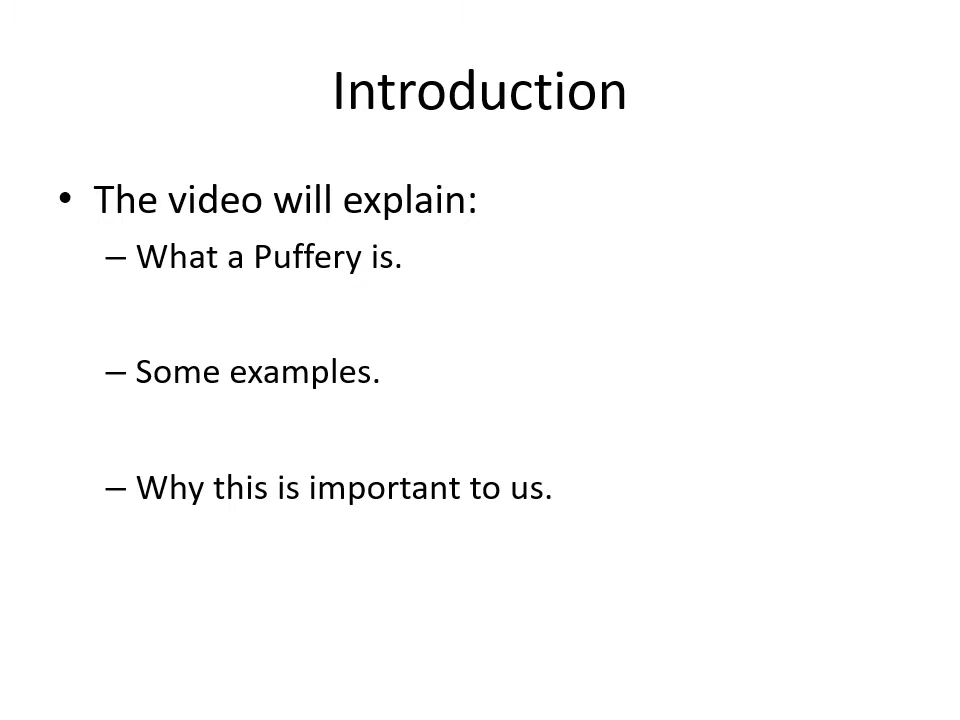 Introduction
• The video will explain:
– What a Puffery is.
– Some examples.
– Why this is important to us.